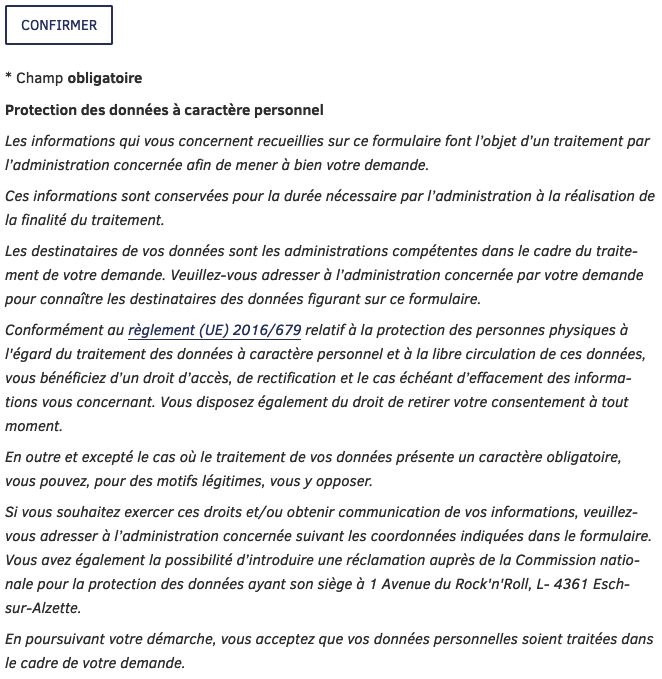 CONFIRMER
* Champ obligatoire
Protection des données à caractère personnel
Les informations qui vous concernent recueillies sur ce formulaire font l’objet d’un traitement par
l’administration concernée afin de mener à bien votre demande.
Ces informations sont conservées pour la durée nécessaire par l’administration à la réalisation de
la finalité du traitement.
Les destinataires de vos données sont les administrations compétentes dans le cadre du traite-
ment de votre demande. Veuillez-vous adresser à l’administration concernée par votre demande
pour connaître les destinataires des données figurant sur ce formulaire.
Conformément au règlement (UE) 2016/679 relatif à la protection des personnes physiques à
l'égard du traitement des données à caractère personnel et à la libre circulation de ces données,
vous bénéficiez d’un droit d’accès, de rectification et le cas échéant d’effacement des informa-
tions vous concernant. Vous disposez également du droit de retirer votre consentement à tout
moment.
En outre et excepté le cas où le traitement de vos données présente un caractère obligatoire,
vous pouvez, pour des motifs légitimes, vous y opposer.
Si vous souhaitez exercer ces droits et/ou obtenir communication de vos informations, veuillez-
vous adresser à l’administration concernée suivant les coordonnées indiquées dans le formulaire.
Vous avez également la possibilité d’introduire une réclamation auprès de la Commission natio-
nale pour la protection des données ayant son siège à 1 Avenue du Rock'n'Roll, L- 4361 Esch-
sur-Alzette.
En poursuivant votre démarche, vous acceptez que vos données personnelles soient traitées dans
le cadre de votre demande.